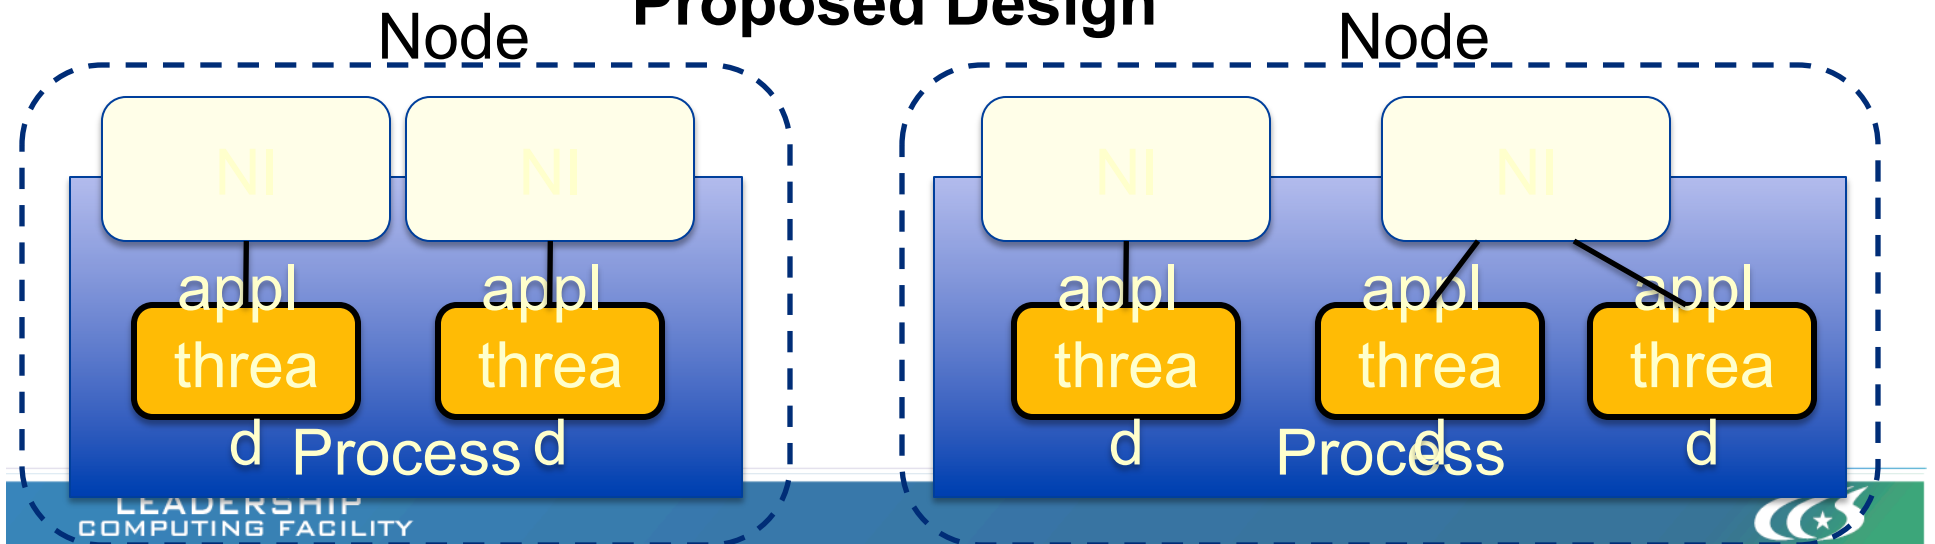 Proposed Design
Node
Node
NI
NI
NI
NI
appl
threa
d
appl
threa
d
appl
threa
d
appl
threa
d
appl
threa
d
Process
Process
LEADERSHIP
COMPUTING FACILITY
CCS